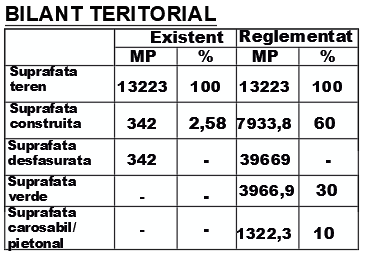 BILANT TERITORIAL
Existent Reglementat
MP % MP %
Suprafata
teren 13223 100 13223 100
Suprafata
construita 342 2,58 7933,8 60
Suprafata
desfasurata 342 - 39669 -
Suprafata
verde - - 3966,9 30
Suprafata
carosabil/
pietonal - - 1322,3 10